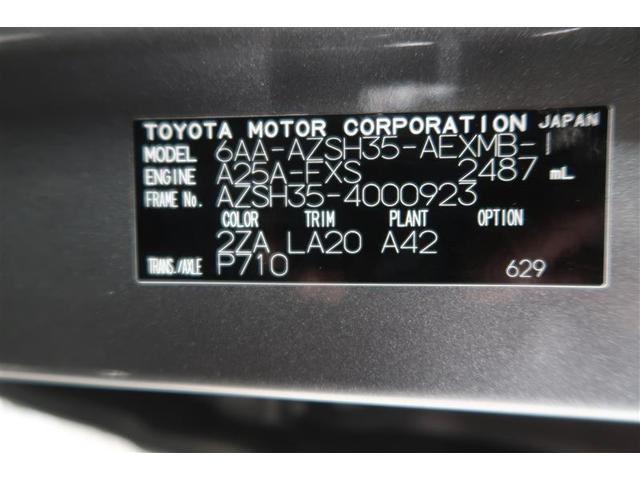 TOYOTA MOTOR CORPORATION JAPAN
MODEL 6AA-AZSH35-AEXMB-1
ENGINE A25A-FXS 2487 mL
FRAME No. AZSH35-4000923
COLOR TRIM PLANT OPTION
2ZA LA20 A42
TRANS./AXLE P710 629